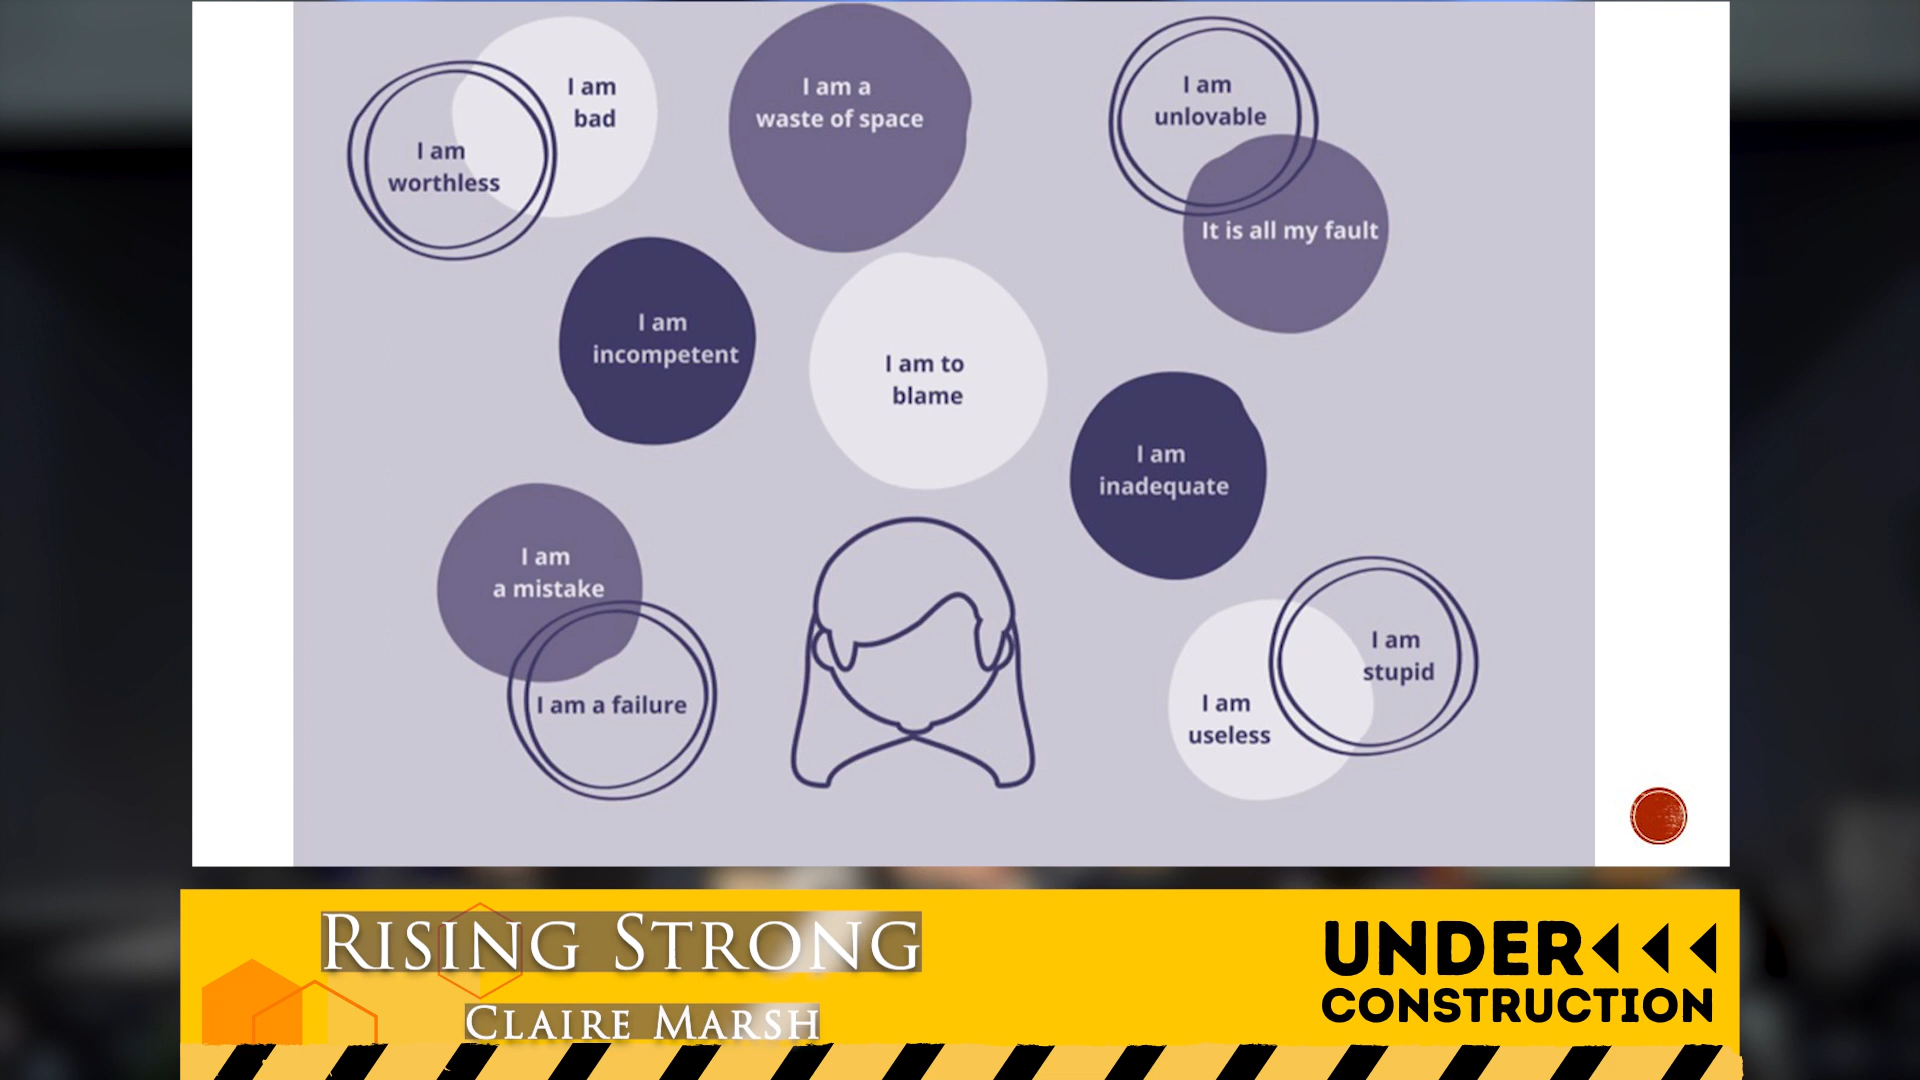 I am
bad
I am
worthless
I am a
waste of space
I am
unlovable
It is all my fault
I am
incompetent
I am to
blame
I am
inadequate
I am
a mistake
I am a failure
I am
stupid
I am
useless
RISING STRONG
CLAIRE MARSH
UNDER
CONSTRUCTION